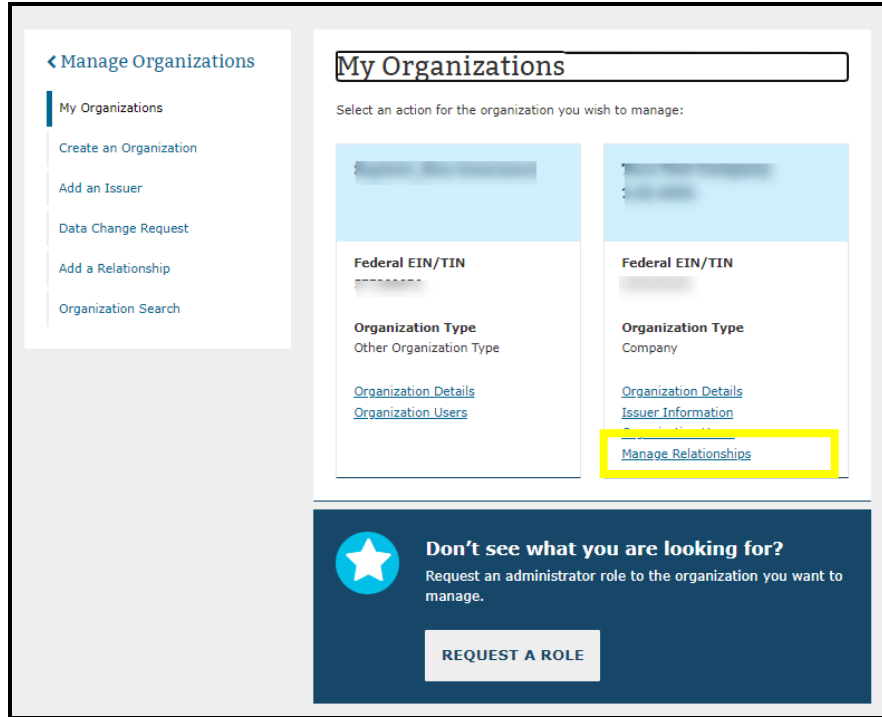 Manage Organizations
My Organizations
Create an Organization
Add an Issuer
Data Change Request
Add a Relationship
Organization Search
My Organizations
Select an action for the organization you wish to manage:
Federal EIN/TIN
Organization Type
Other Organization Type
Organization Details
Organization Users
Federal EIN/TIN
Organization Type
Company
Organization Details
Issuer Information
Manage Relationships
Don't see what you are looking for?
Request an administrator role to the organization you want to
manage.
REQUEST A ROLE